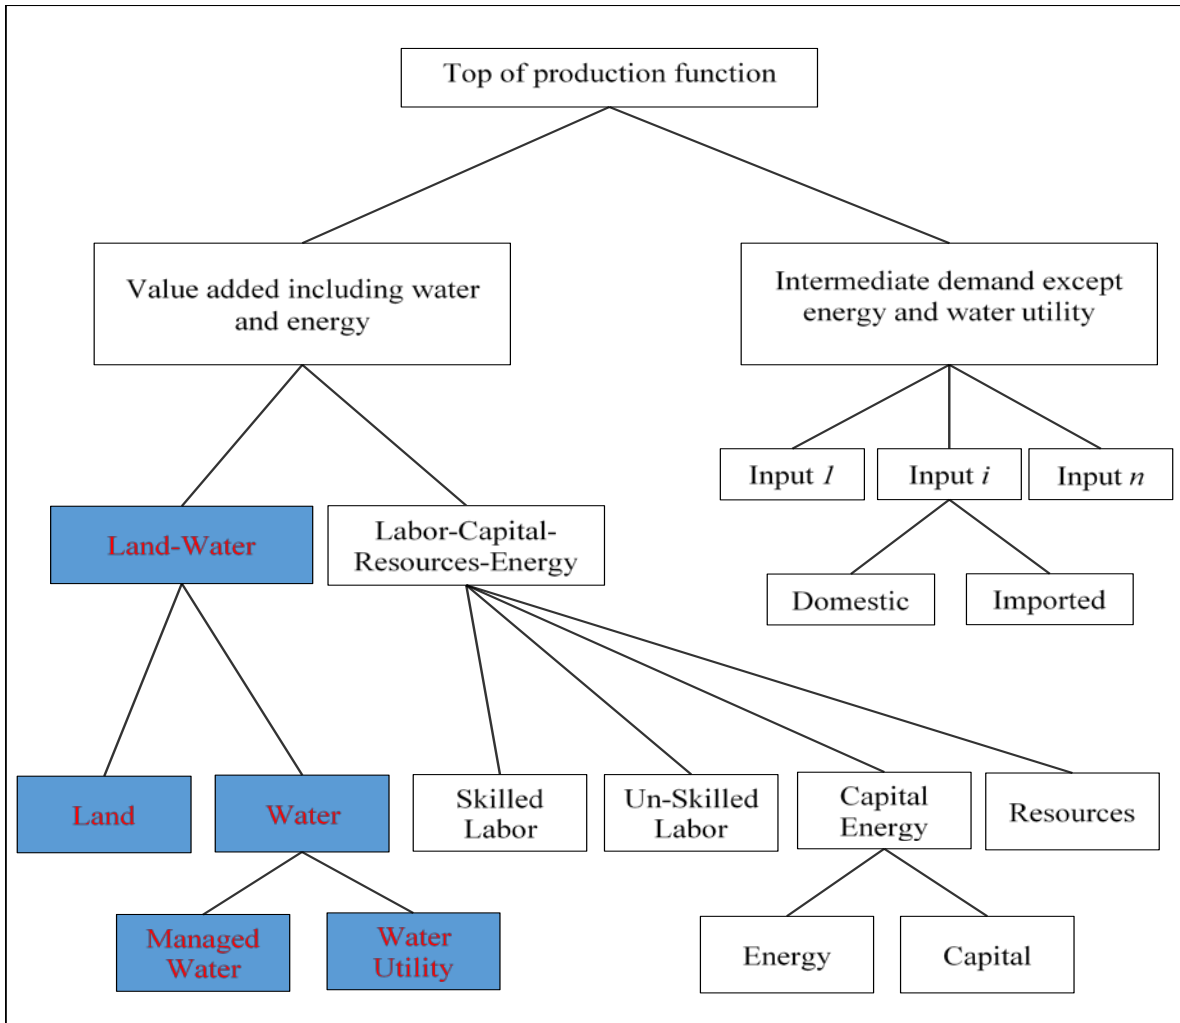 Top of production function
Value added including water
and energy
Intermediate demand except
energy and water utility
Input 1
Input i
Input n
Land-Water
Labor-Capital-
Resources-Energy
Domestic
Imported
Land
Water
Skilled
Labor
Un-Skilled
Labor
Capital
Energy
Resources
Managed
Water
Water
Utility
Energy
Capital